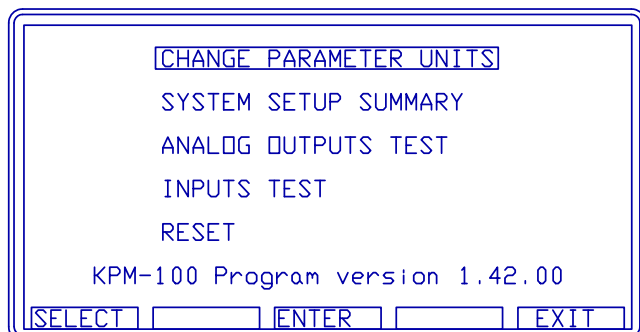 CHANGE PARAMETER UNITS
SYSTEM SETUP SUMMARY
ANALOG OUTPUTS TEST
INPUTS TEST
RESET
KPM-100 Program version 1.42.00
SELECT ENTER EXIT